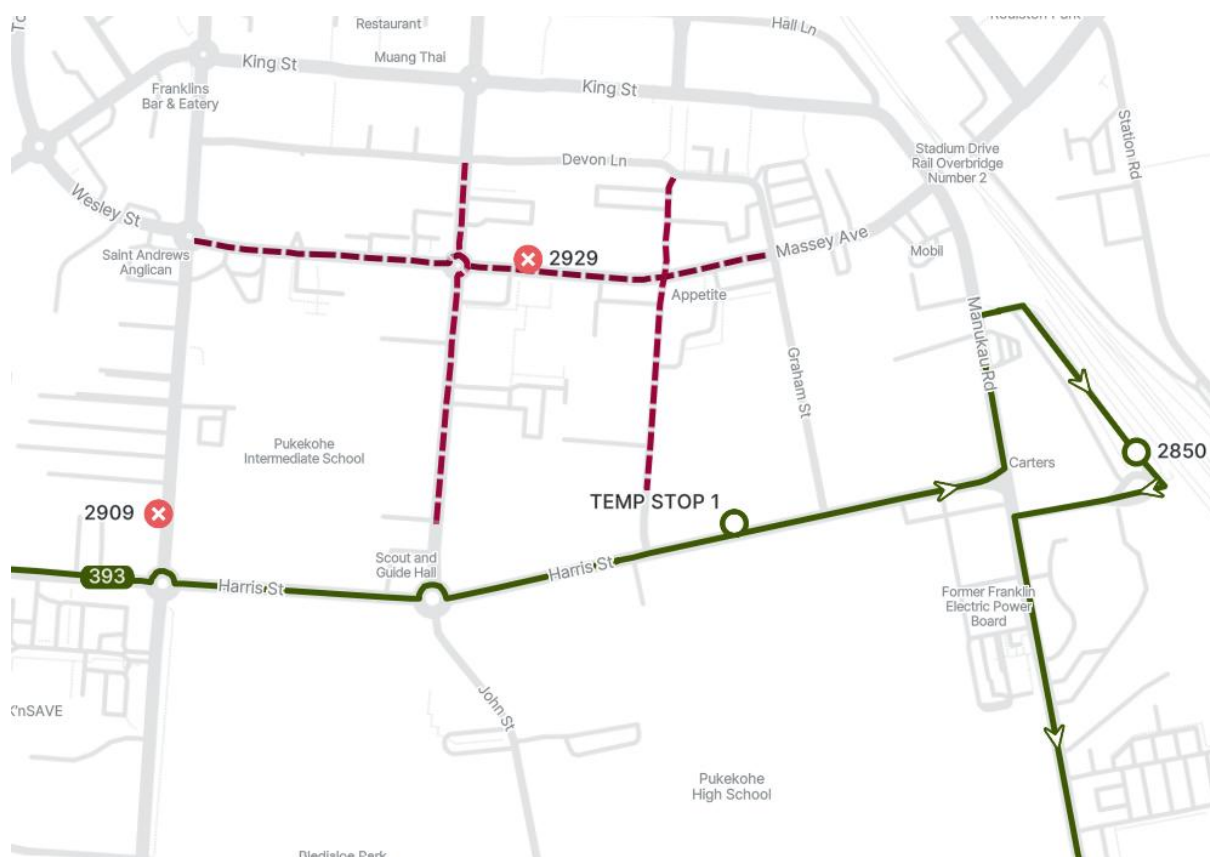 To
Restaurant
Hall Ln
Muang Thai
King St
King St
Franklins
Bar & Eatery
Station Rd
Stadium Drive
Rail Overbridge
Number 2
Devon Ln
Wesley St
Saint Andrews
Anglican
2929
Massey Ave
Mobil
Appetite
Manukau Rd
Graham St
Pukekohe
Intermediate School
Carters
2850
2909
TEMP STOP 1
393
Harris St
Scout and
Guide Hall
Harris St
Former Franklin
Electric Power
Board
John St
K'nSAVE
Pukekohe
High School